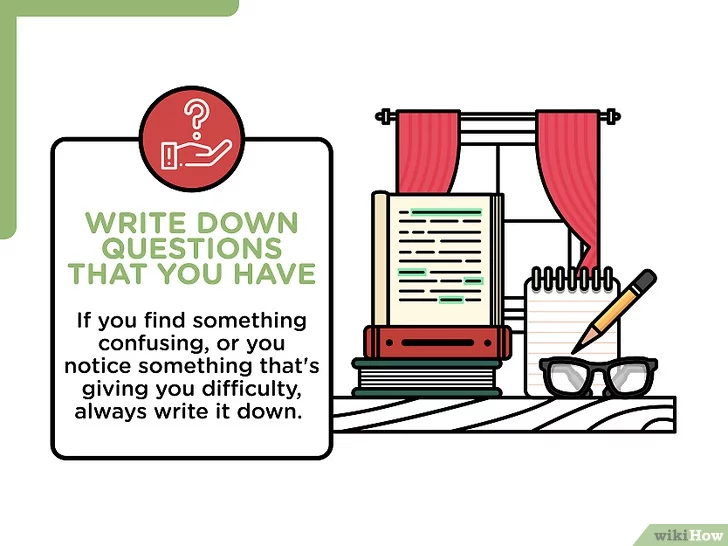 WRITE DOWN
QUESTIONS
THAT YOU HAVE
If you find something
confusing, or you
notice something that's
giving you difficulty,
always write it down.
wikiHow